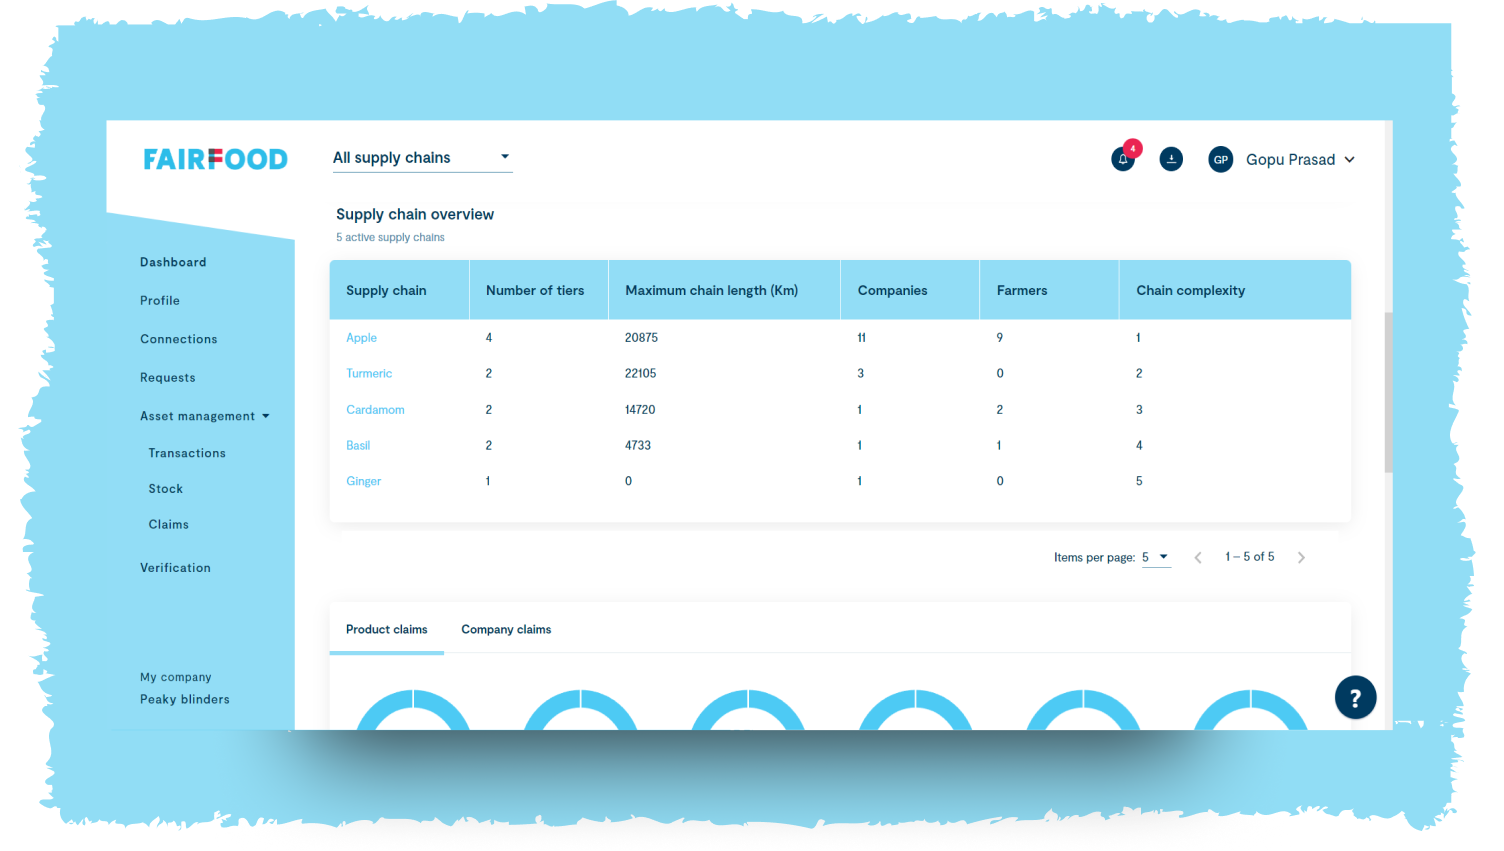 FAIRFOOD
All supply chains
4
GP Gopu Prasad
Supply chain overview
5 active supply chains
Dashboard
Profile
Connections
Requests
Asset management
Transactions
Stock
Claims
Verification
My company
Peaky blinders
Supply chain Number of tiers Maximum chain length (Km) Companies Farmers Chain complexity
Apple 4 20875 11 9 1
Turmeric 2 22105 3 0 2
Cardamom 2 14720 1 2 3
Basil 2 4733 1 1 4
Ginger 1 0 1 0 5
Items per page: 5 1 – 5 of 5
Product claims Company claims
?